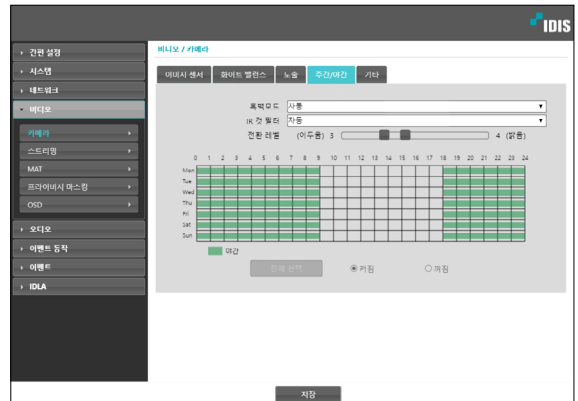 IDIS
간편 설정
시스템
네트워크
비디오
카메라
스트리밍
MAT
프라이버시 마스킹
OSD
오디오
이벤트 동작
이벤트
IDLA
비디오 / 카메라
이미지 센서 화이트 밸런스 노출 주간/야간 기타
흑백모드 사용
IR 컷 필터 자동
전환 레벨 (어두움) 3 4 (밝음)
0 1 2 3 4 5 6 7 8 9 10 11 12 13 14 15 16 17 18 19 20 21 22 23 24
Mon
Tue
Wed
Thu
Fri
Sat
Sun
야간
전체 선택 켜짐 꺼짐
저장